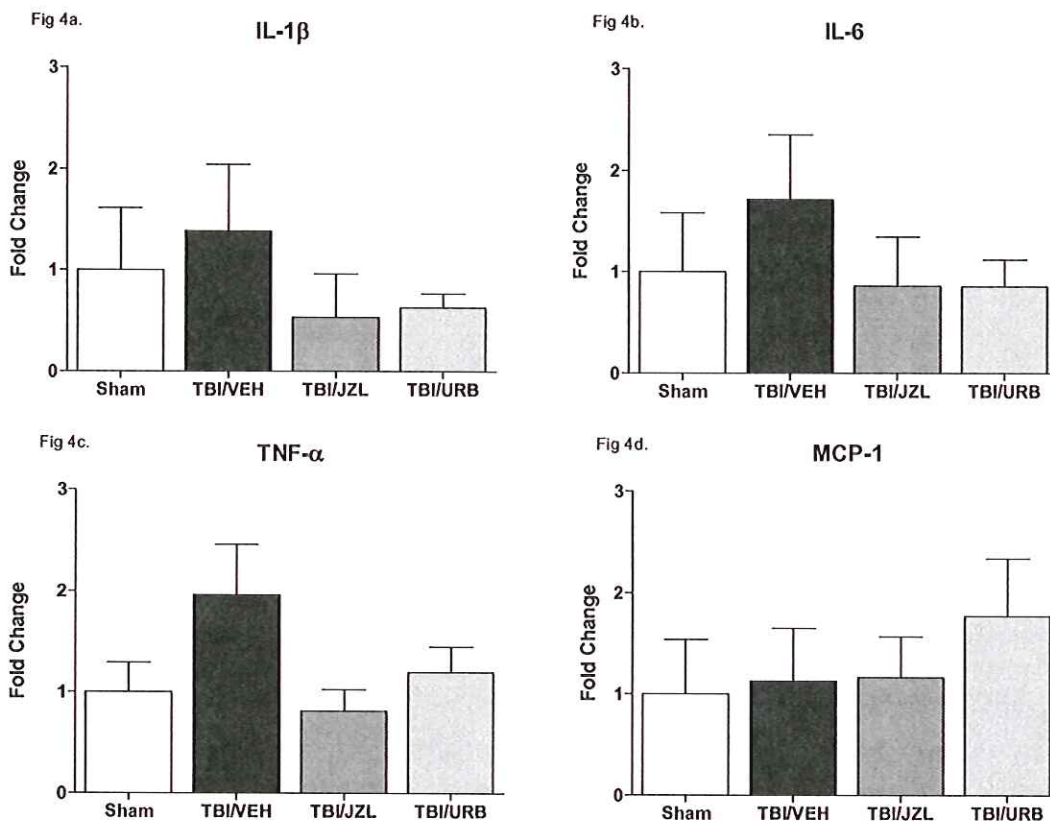 Fig 4a.
IL-1β
Fold Change
3
2
1
0
Sham TBI/VEH TBI/JZL TBI/URB
Fig 4b.
IL-6
Fold Change
3
2
1
0
Sham TBI/VEH TBI/JZL TBI/URB
Fig 4c.
TNF-α
Fold Change
3
2
1
0
Sham TBI/VEH TBI/JZL TBI/URB
Fig 4d.
MCP-1
Fold Change
3
2
1
0
Sham TBI/VEH TBI/JZL TBI/URB